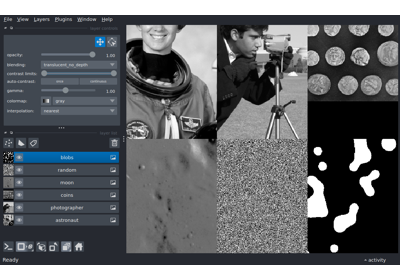 File View Layers Plugins Window Help
opacity: 1.00
blending: translucent_no_depth
contrast limits:
auto-contrast: once continuous
gamma: 1.00
colormap: gray
interpolation: nearest
blobs
random
moon
coins
photographer
astronaut
Ready
activity